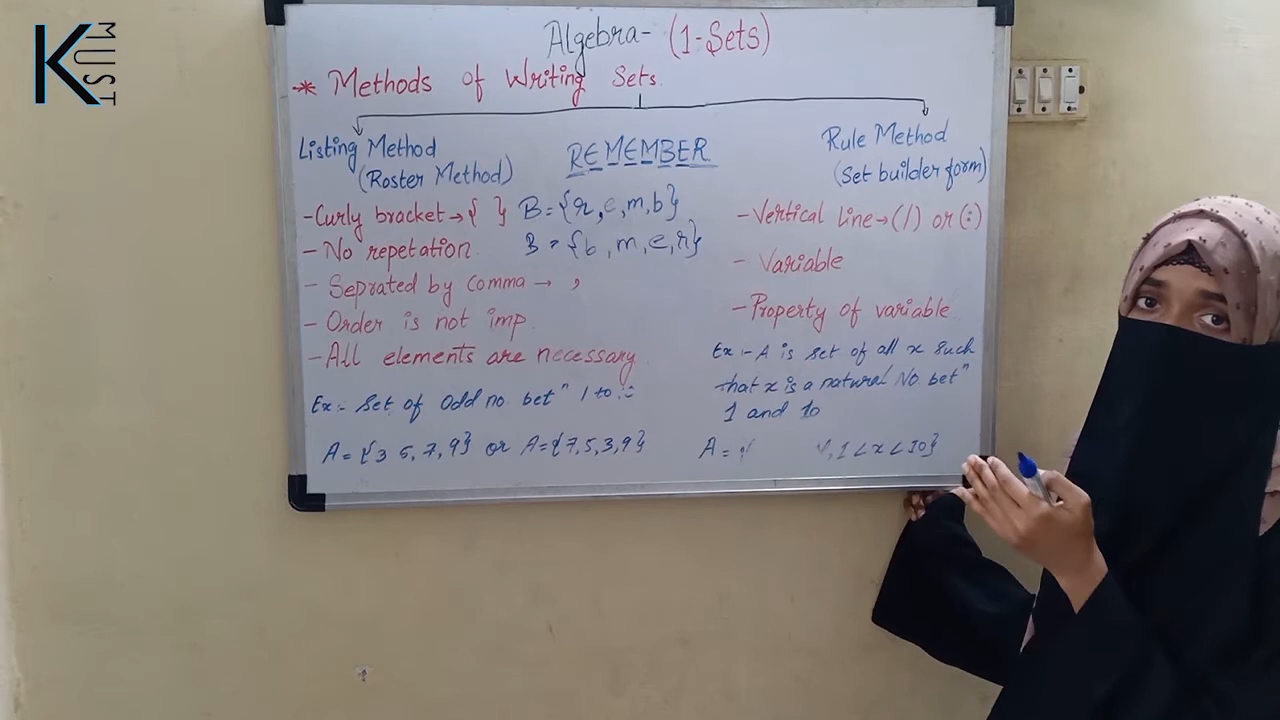 K MUST
Algebra- (1-Sets)
* Methods of Writing Sets.
Listing Method
(Roster Method)
- Curly bracket → { }
- No repetation.
- Seprated by comma → ,
- Order is not imp.
- All elements are necessary
Ex:- Set of Odd no. bet" 1 to
A = {3 5, 7, 9} or A = {7, 5, 3, 9}
REMEMBER
B = {r, e, m, b}
B = {b, m, e, r}
Rule Method
(Set builder form)
- Vertical line → (/) or (:)
- Variable
- Property of variable
Ex :- A is set of all x such
that x is a natural No. bet"
1 and 10
A = 1 < x < 10}